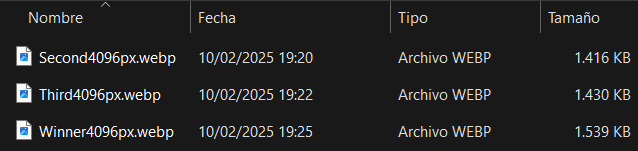 Nombre Fecha Tipo Tamaño
Second4096px.webp 10/02/2025 19:20 Archivo WEBP 1.416 KB
Third4096px.webp 10/02/2025 19:22 Archivo WEBP 1.430 KB
Winner4096px.webp 10/02/2025 19:25 Archivo WEBP 1.539 KB